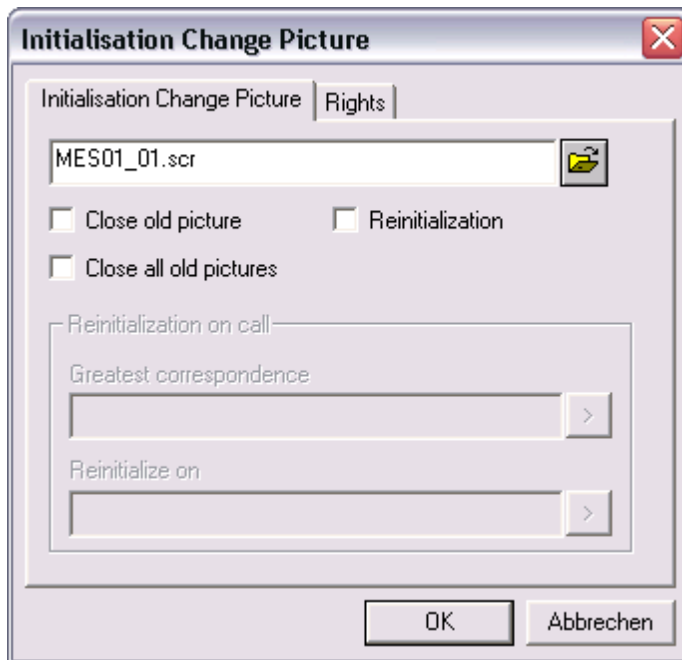 Initialisation Change Picture
Initialisation Change Picture Rights
MES01_01.scr
Close old picture Reinitialization
Close all old pictures
Reinitialization on call
Greatest correspondence
>
Reinitialize on
>
OK Abbrechen